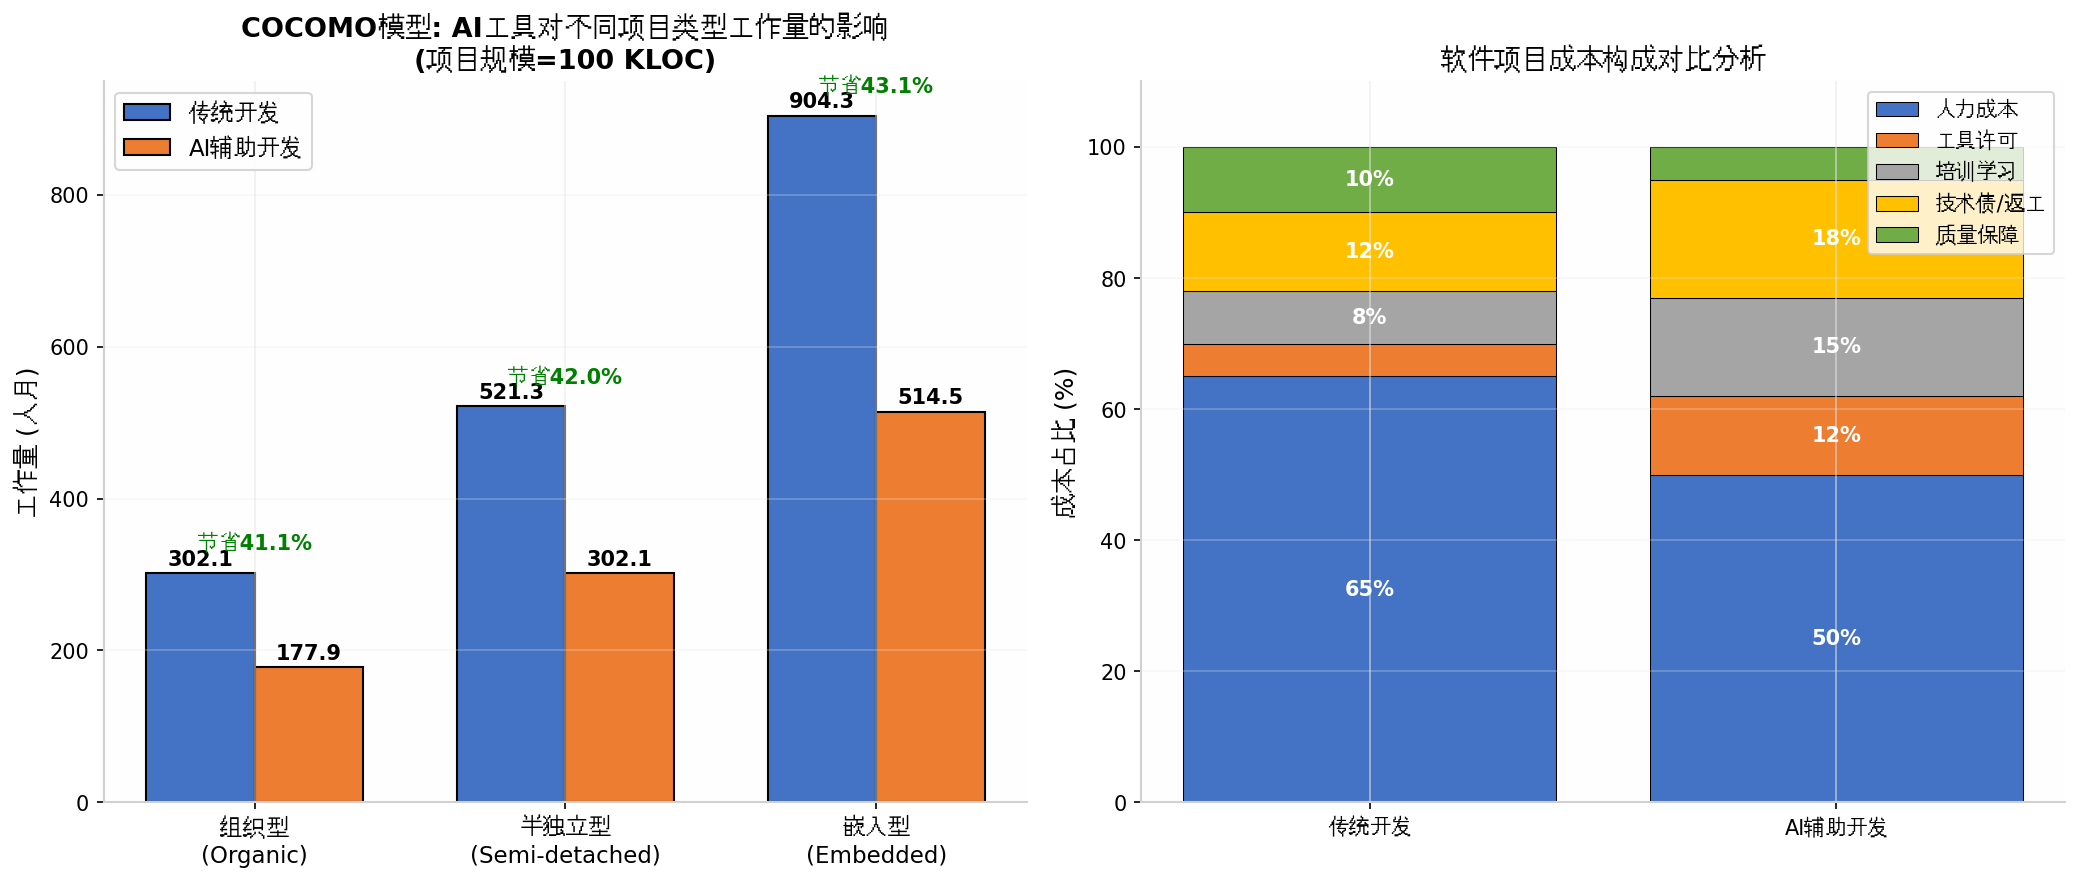 COCOMO模型: AI工具对不同项目类型工作量的影响
(项目规模=100 KLOC)
传统开发
AI辅助开发
工作量 (人月)
800
600
400
200
0
节省41.1%
302.1
177.9
节省42.0%
521.3
302.1
节省43.1%
904.3
514.5
组织型
(Organic)
半独立型
(Semi-detached)
嵌入型
(Embedded)
软件项目成本构成对比分析
人力成本
工具许可
培训学习
技术债/返工
质量保障
成本占比 (%)
100
80
60
40
20
0
10%
12%
8%
65%
18%
15%
12%
50%
传统开发
AI辅助开发